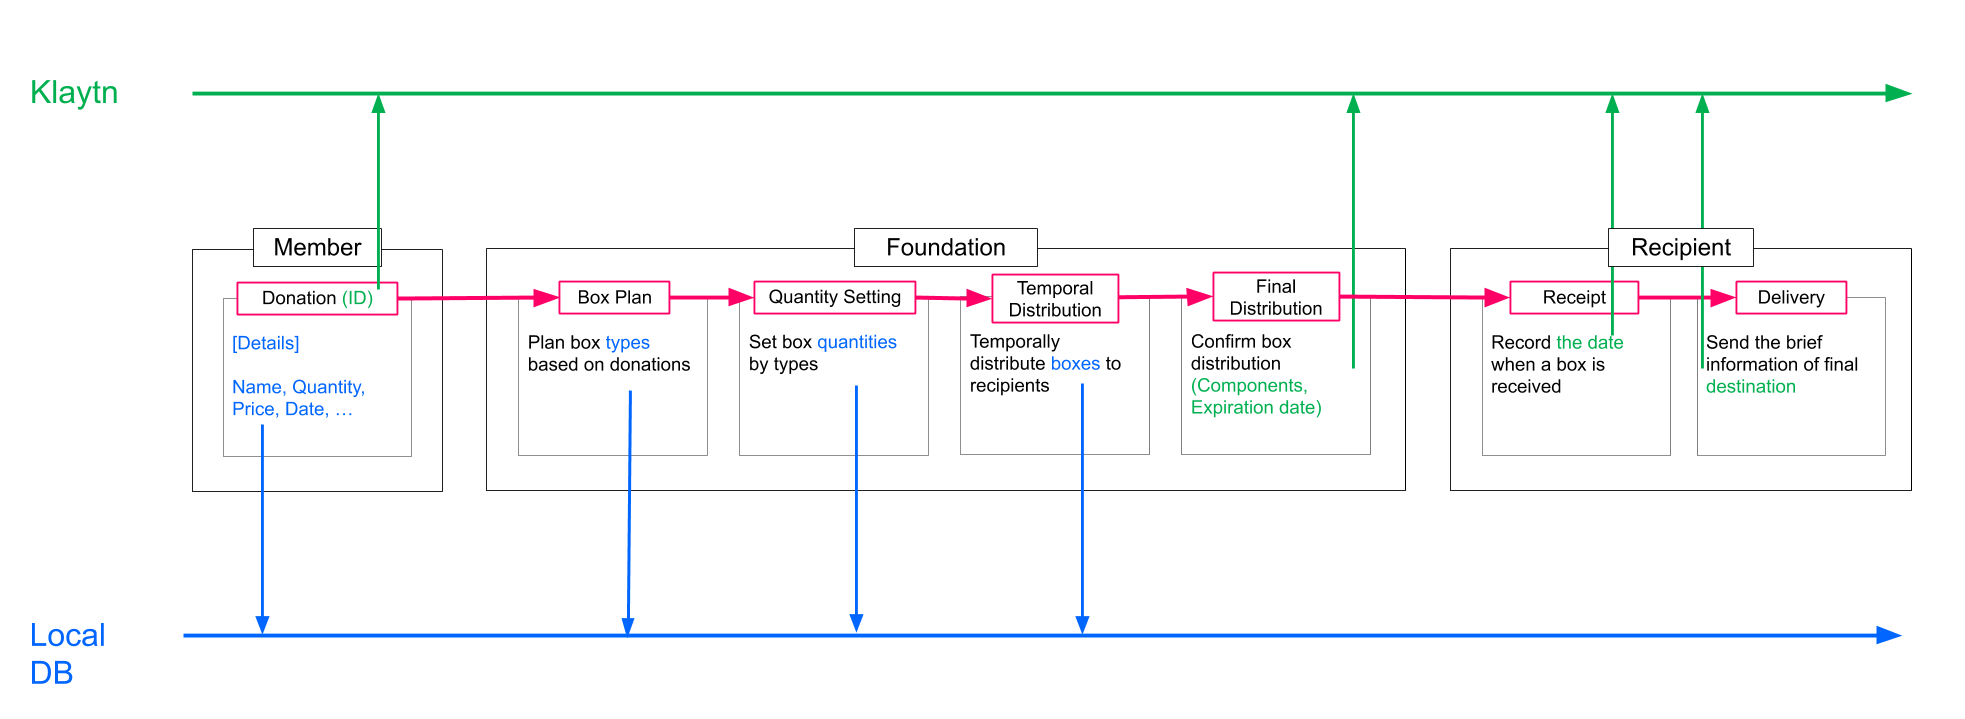 Klaytn
Member
Donation (ID)
[Details]
Name, Quantity,
Price, Date, …
Foundation
Box Plan
Plan box types
based on donations
Quantity Setting
Set box quantities
by types
Temporal
Distribution
Temporally
distribute boxes to
recipients
Final
Distribution
Confirm box
distribution
(Components,
Expiration date)
Recipient
Receipt
Record the date
when a box is
received
Delivery
Send the brief
information of final
destination
Local
DB